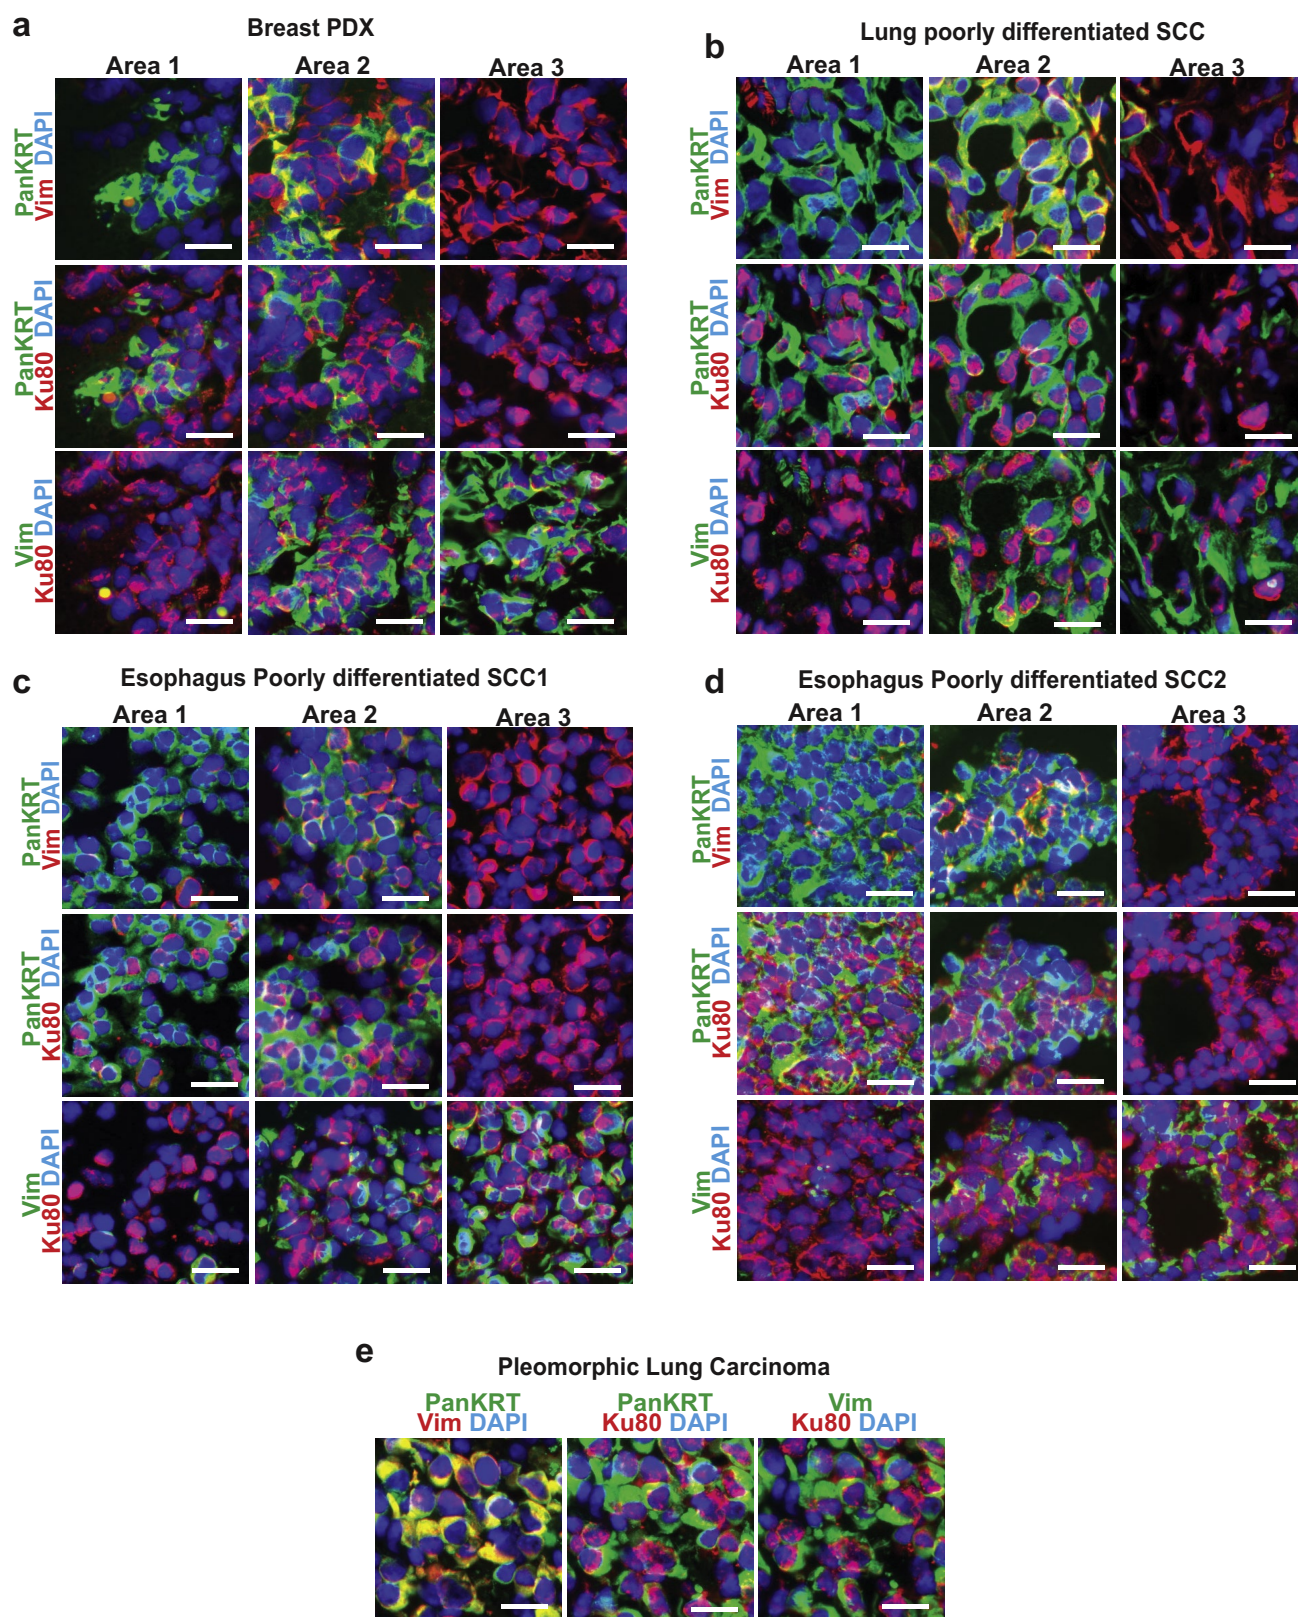 a
Breast PDX
Area 1
Area 2
Area 3
PanKRT
Vim DAPI
PanKRT
Ku80 DAPI
Vim
Ku80 DAPI
b
Lung poorly differentiated SCC
Area 1
Area 2
Area 3
PanKRT
Vim DAPI
PanKRT
Ku80 DAPI
Vim
Ku80 DAPI
c
Esophagus Poorly differentiated SCC1
Area 1
Area 2
Area 3
PanKRT
Vim DAPI
PanKRT
Ku80 DAPI
Vim
Ku80 DAPI
d
Esophagus Poorly differentiated SCC2
Area 1
Area 2
Area 3
PanKRT
Vim DAPI
PanKRT
Ku80 DAPI
Vim
Ku80 DAPI
e
Pleomorphic Lung Carcinoma
PanKRT
Vim DAPI
PanKRT
Ku80 DAPI
Vim
Ku80 DAPI